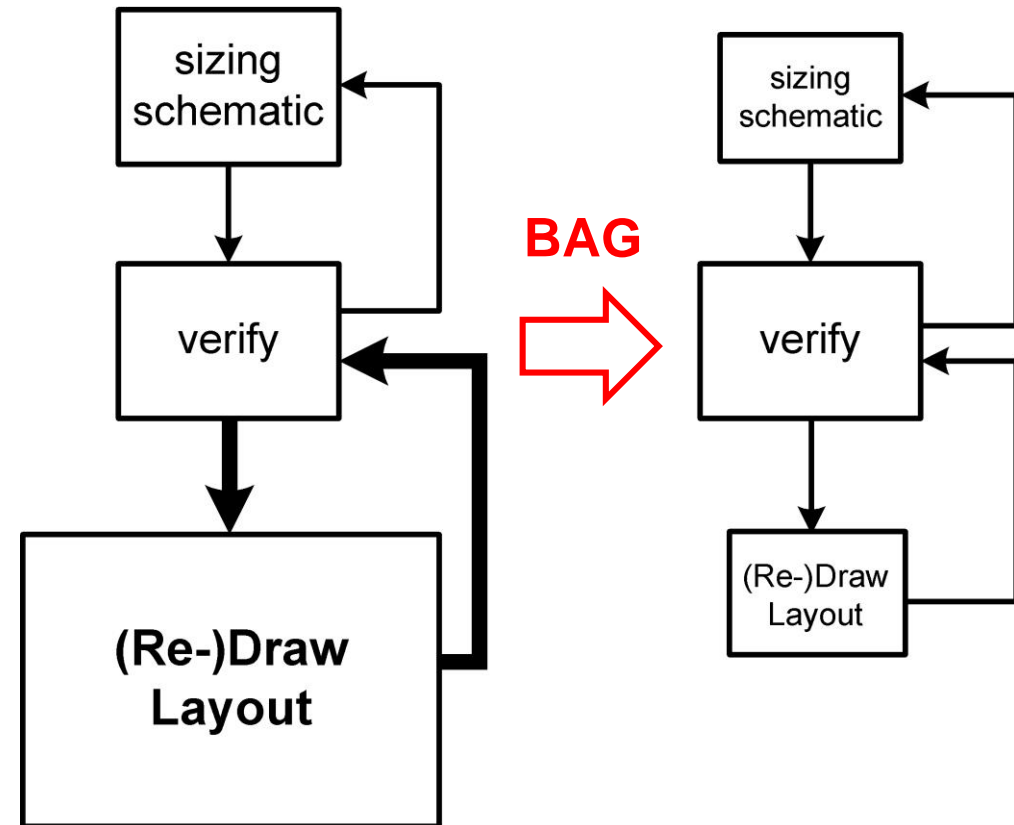 sizing
schematic
verify
(Re-)Draw
Layout
BAG
sizing
schematic
verify
(Re-)Draw
Layout